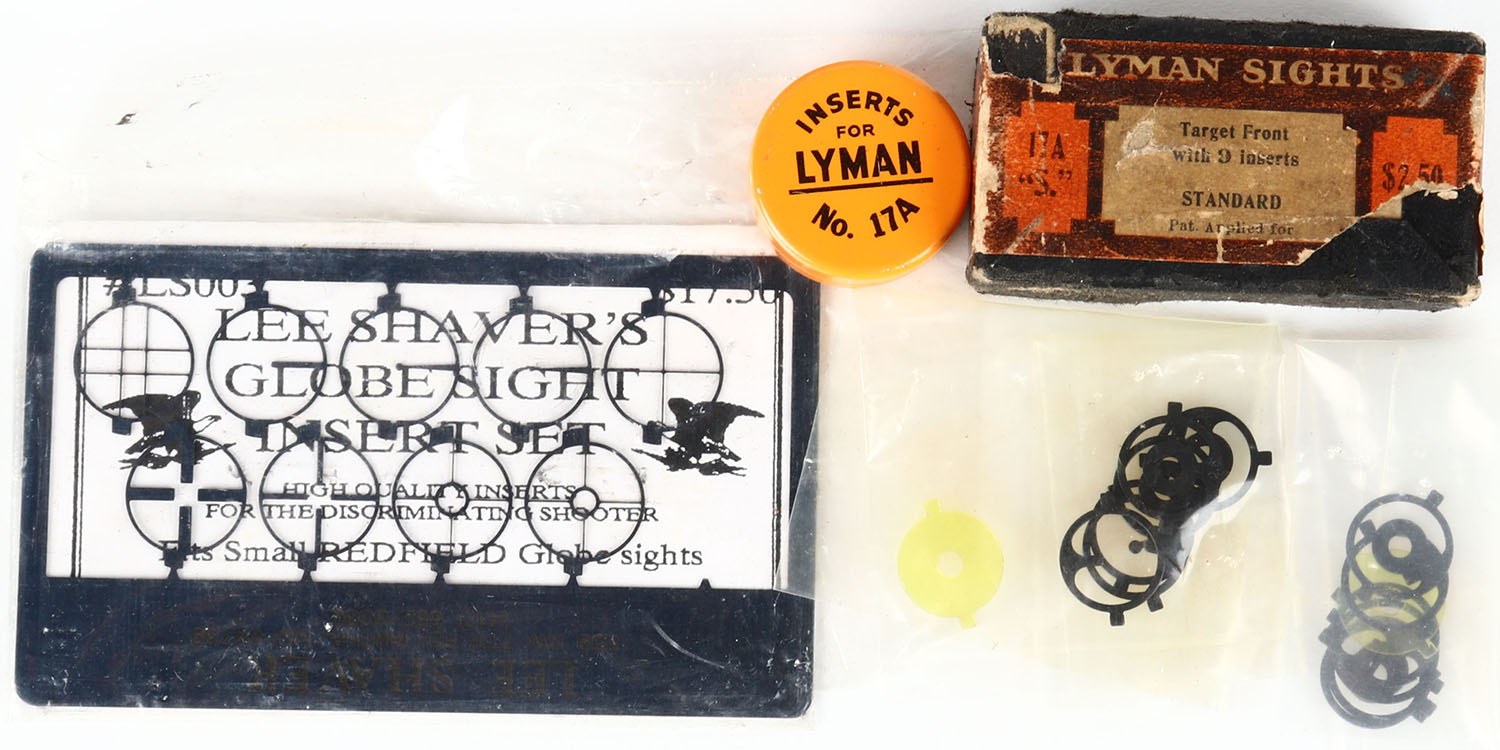 INSERTS
FOR
LYMAN
No. 17A
LYMAN SIGHTS
17A
"S."
Target Front
with 9 inserts
STANDARD
Pat. Applied for
$2.50
#LS003
$17.50
LEE SHAVER'S
GLOBE SIGHT
INSERT SET
HIGH QUALITY INSERTS
FOR THE DISCRIMINATING SHOOTER
Fits Small REDFIELD Globe sights
LEE SHAVER